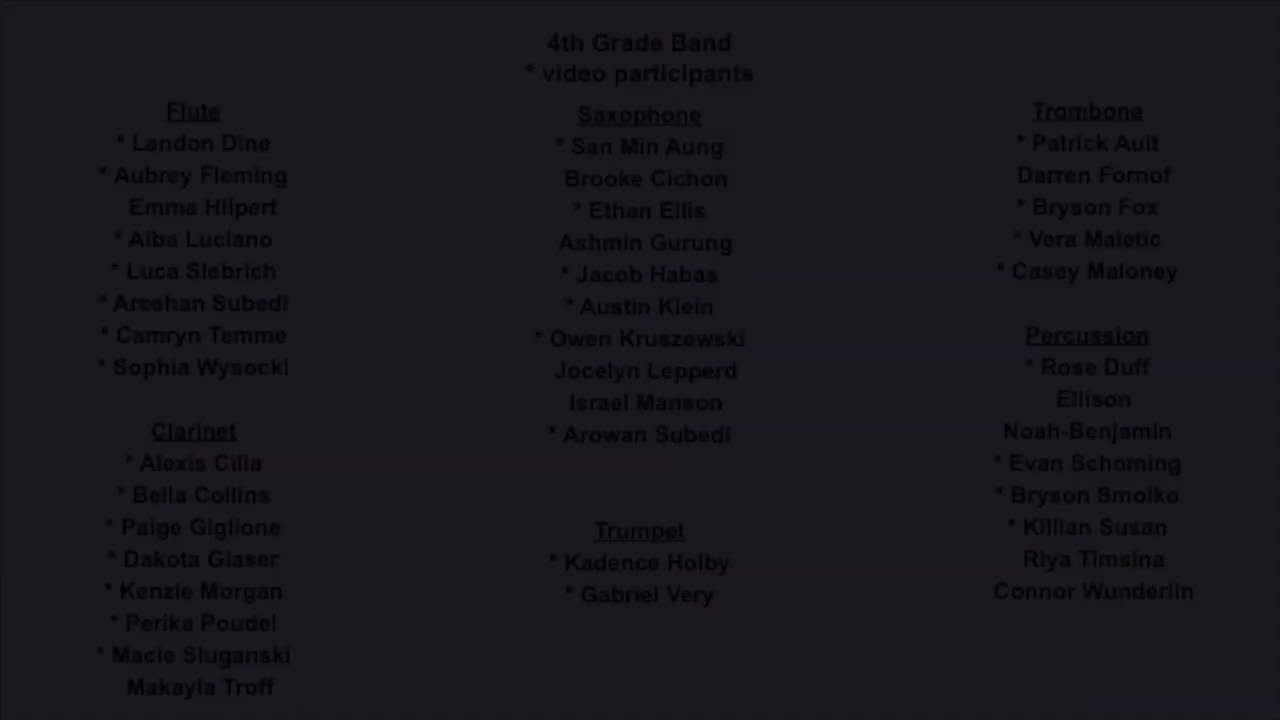 4th Grade Band
* video participants
Flute
* Landon Dine
* Aubrey Fleming
Emma Hilpert
* Alba Luciano
* Luca Siebrich
* Areehan Subedi
* Camryn Temme
* Sophia Wysocki
Clarinet
* Alexis Cilia
* Bella Collins
* Paige Giglione
* Dakota Glaser
* Kenzie Morgan
* Perika Poudel
* Macie Sluganski
Makayla Troff
Saxophone
* San Min Aung
Brooke Cichon
* Ethan Ellis
Ashmin Gurung
* Jacob Habas
* Austin Klein
* Owen Kruszewski
Jocelyn Lepperd
Israel Manson
* Arowan Subedi
Trumpet
* Kadence Holby
* Gabriel Very
Trombone
* Patrick Ault
Darren Fornof
* Bryson Fox
* Vera Maletic
* Casey Maloney
Percussion
* Rose Duff
Ellison
Noah-Benjamin
* Evan Schoming
* Bryson Smolko
* Killian Susan
Riya Timsina
Connor Wunderlin